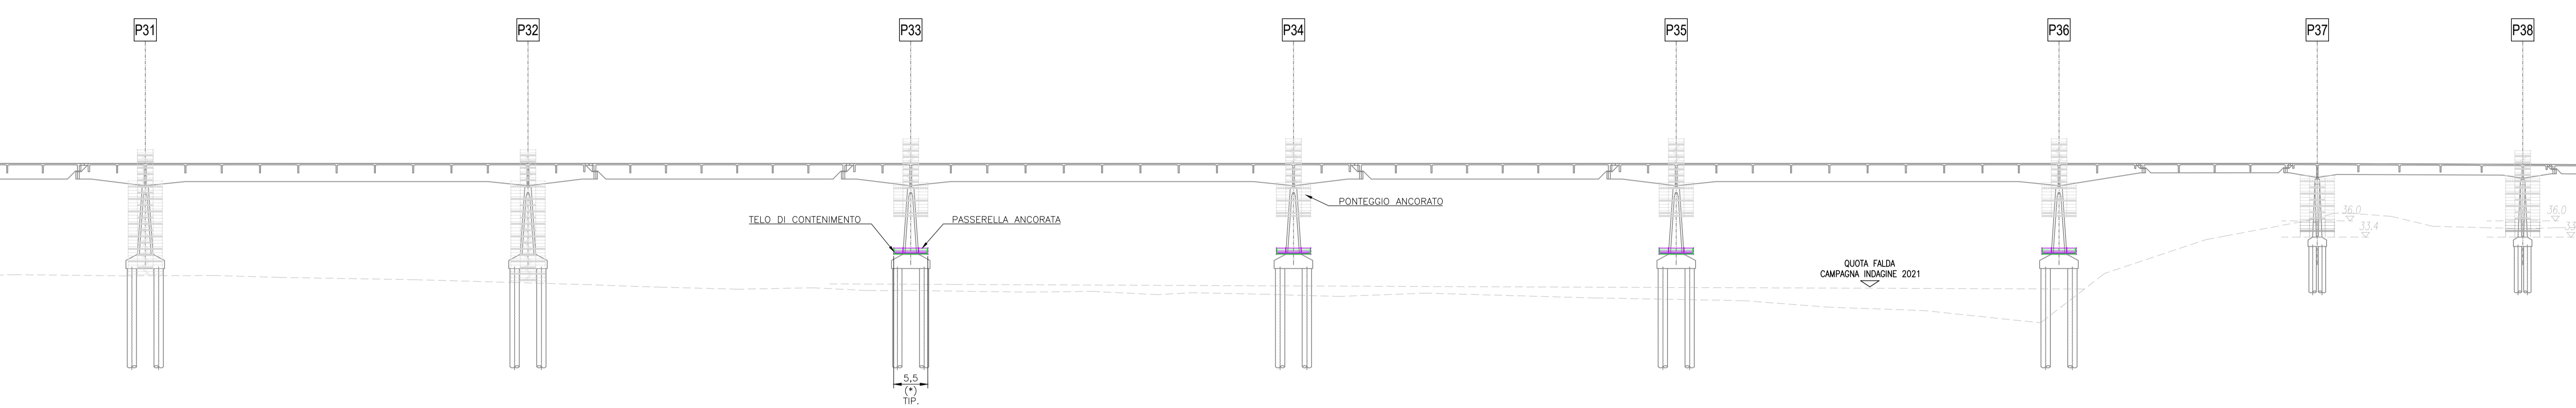 P31
P32
P33
P34
P35
P36
P37
P38
TELO DI CONTENIMENTO
PASSERELLA ANCORATA
PONTEGGIO ANCORATO
QUOTA FALDA
CAMPAGNA INDAGINE 2021
36.0
33.4
36.0
5,5
(*)
TIP.